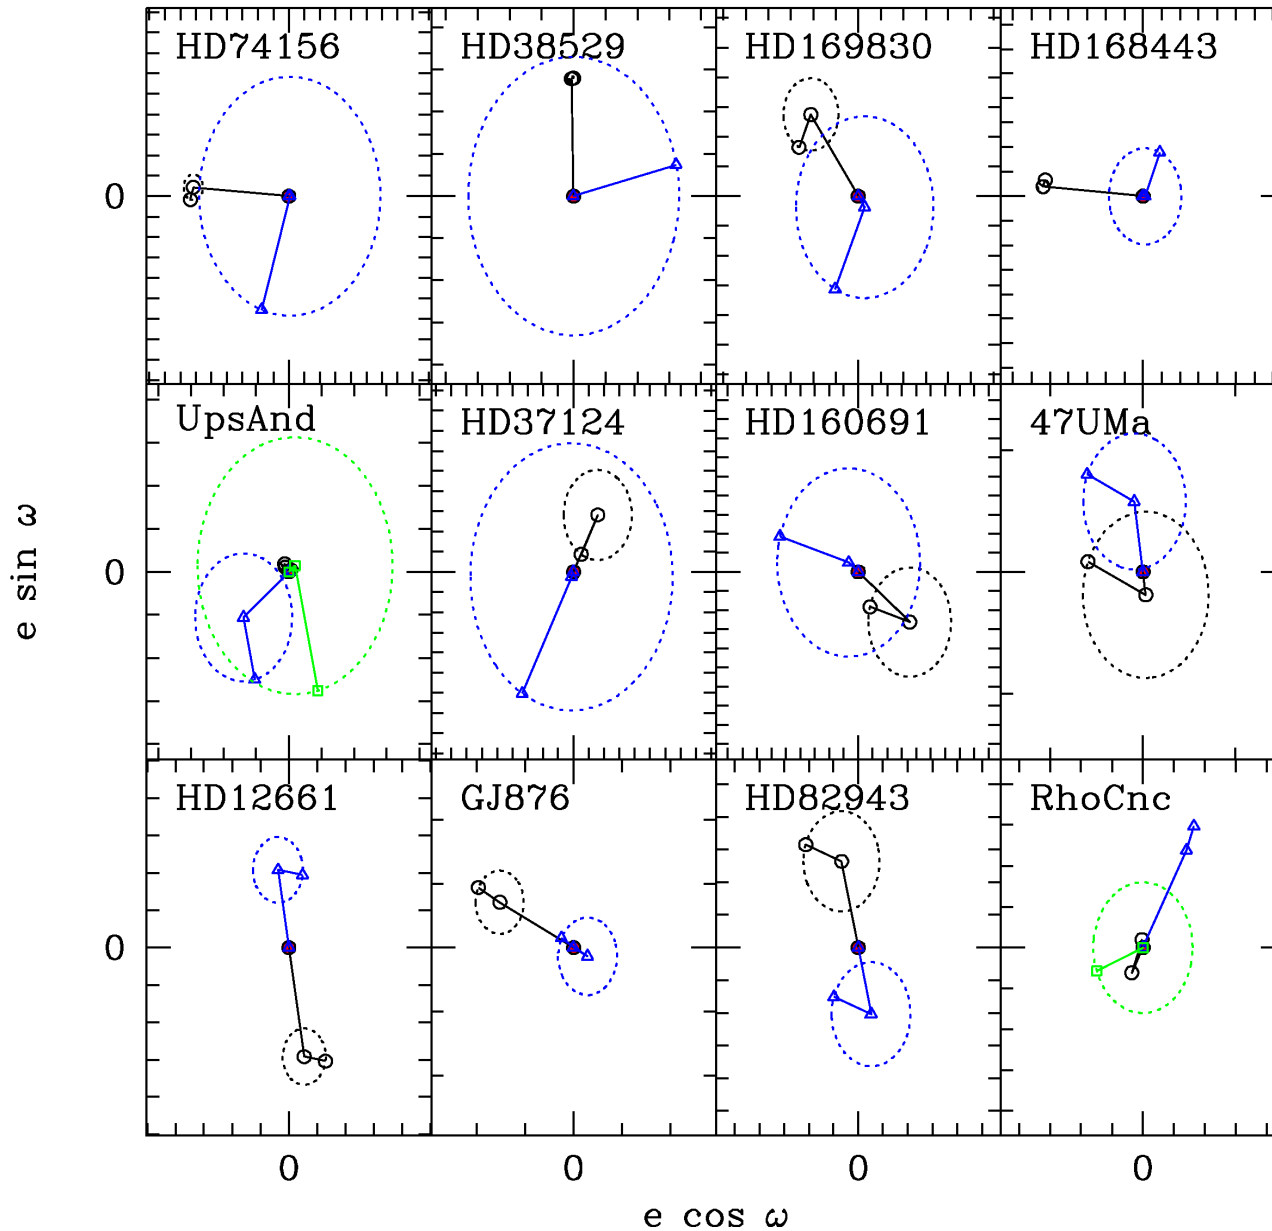 HD74156 HD38529 HD169830 HD168443
0
UpsAnd HD37124 HD160691 47UMa
e sin ω
0
HD12661 GJ876 HD82943 RhoCnc
0
0 0 0 0
e cos ω